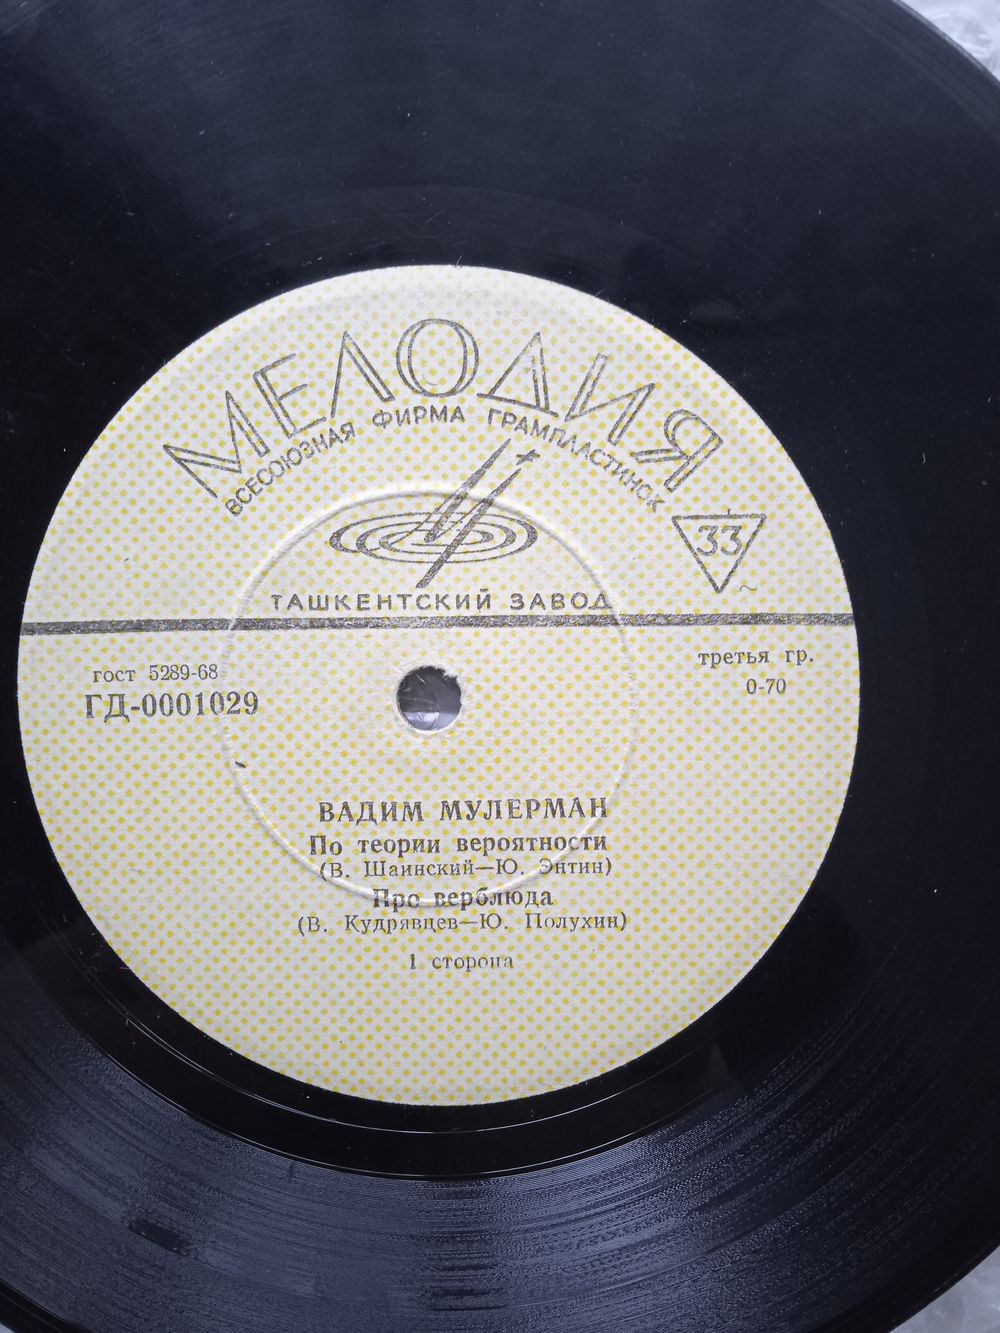 МЕЛОДИЯ
ВСЕСОЮЗНАЯ ФИРМА ГРАМПЛАСТИНОК
33
ТАШКЕНТСКИЙ ЗАВОД
гост 5289-68
ГД-0001029
третья гр.
0-70
ВАДИМ МУЛЕРМАН
По теории вероятности
(В. Шаинский—Ю. Энтин)
Про верблюда
(В. Кудрявцев—Ю. Полухин)
1 сторона